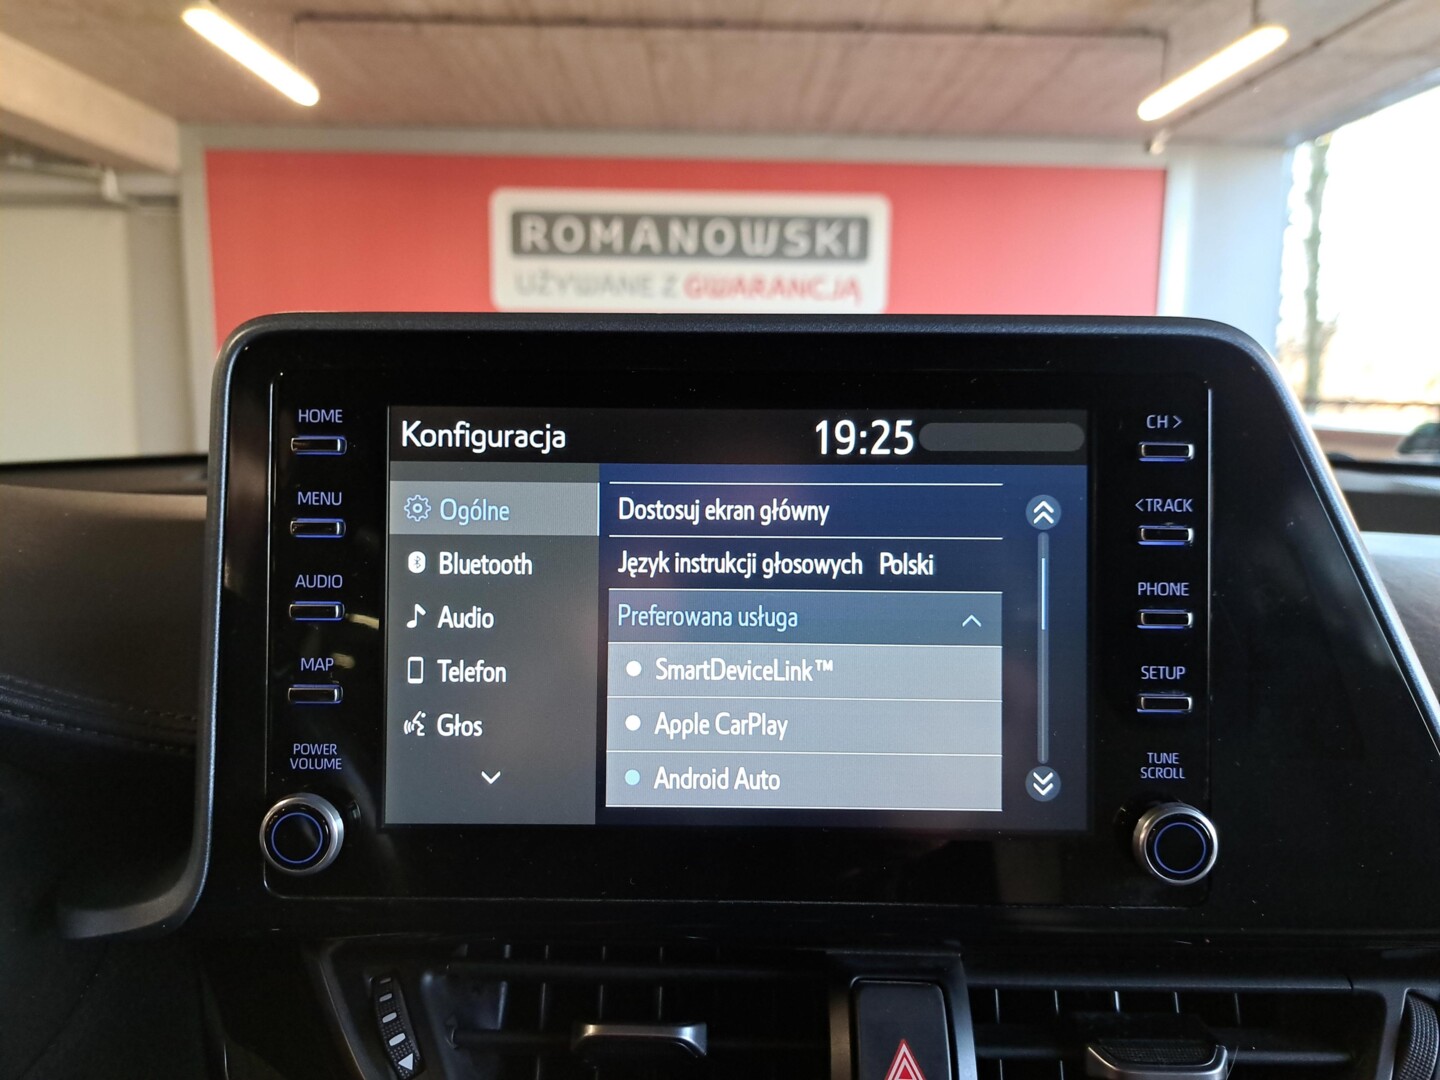 ROMANOWSKI
UŻYWANE Z GWARANCJĄ
HOME
MENU
AUDIO
MAP
POWER
VOLUME
Konfiguracja
19:25
Ogólne
Bluetooth
Audio
Telefon
Głos
Dostosuj ekran główny
Język instrukcji głosowych Polski
Preferowana usługa
SmartDeviceLink™
Apple CarPlay
Android Auto
CH >
<TRACK
PHONE
SETUP
TUNE
SCROLL